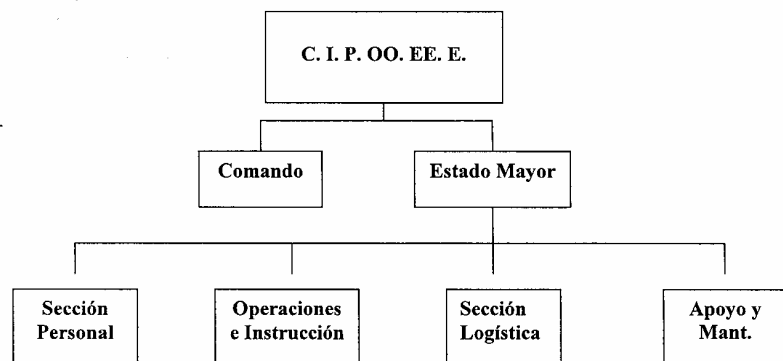 C. I. P. OO. EE. E.
Comando
Estado Mayor
Sección
Personal
Operaciones
e Instrucción
Sección
Logística
Apoyo y
Mant.